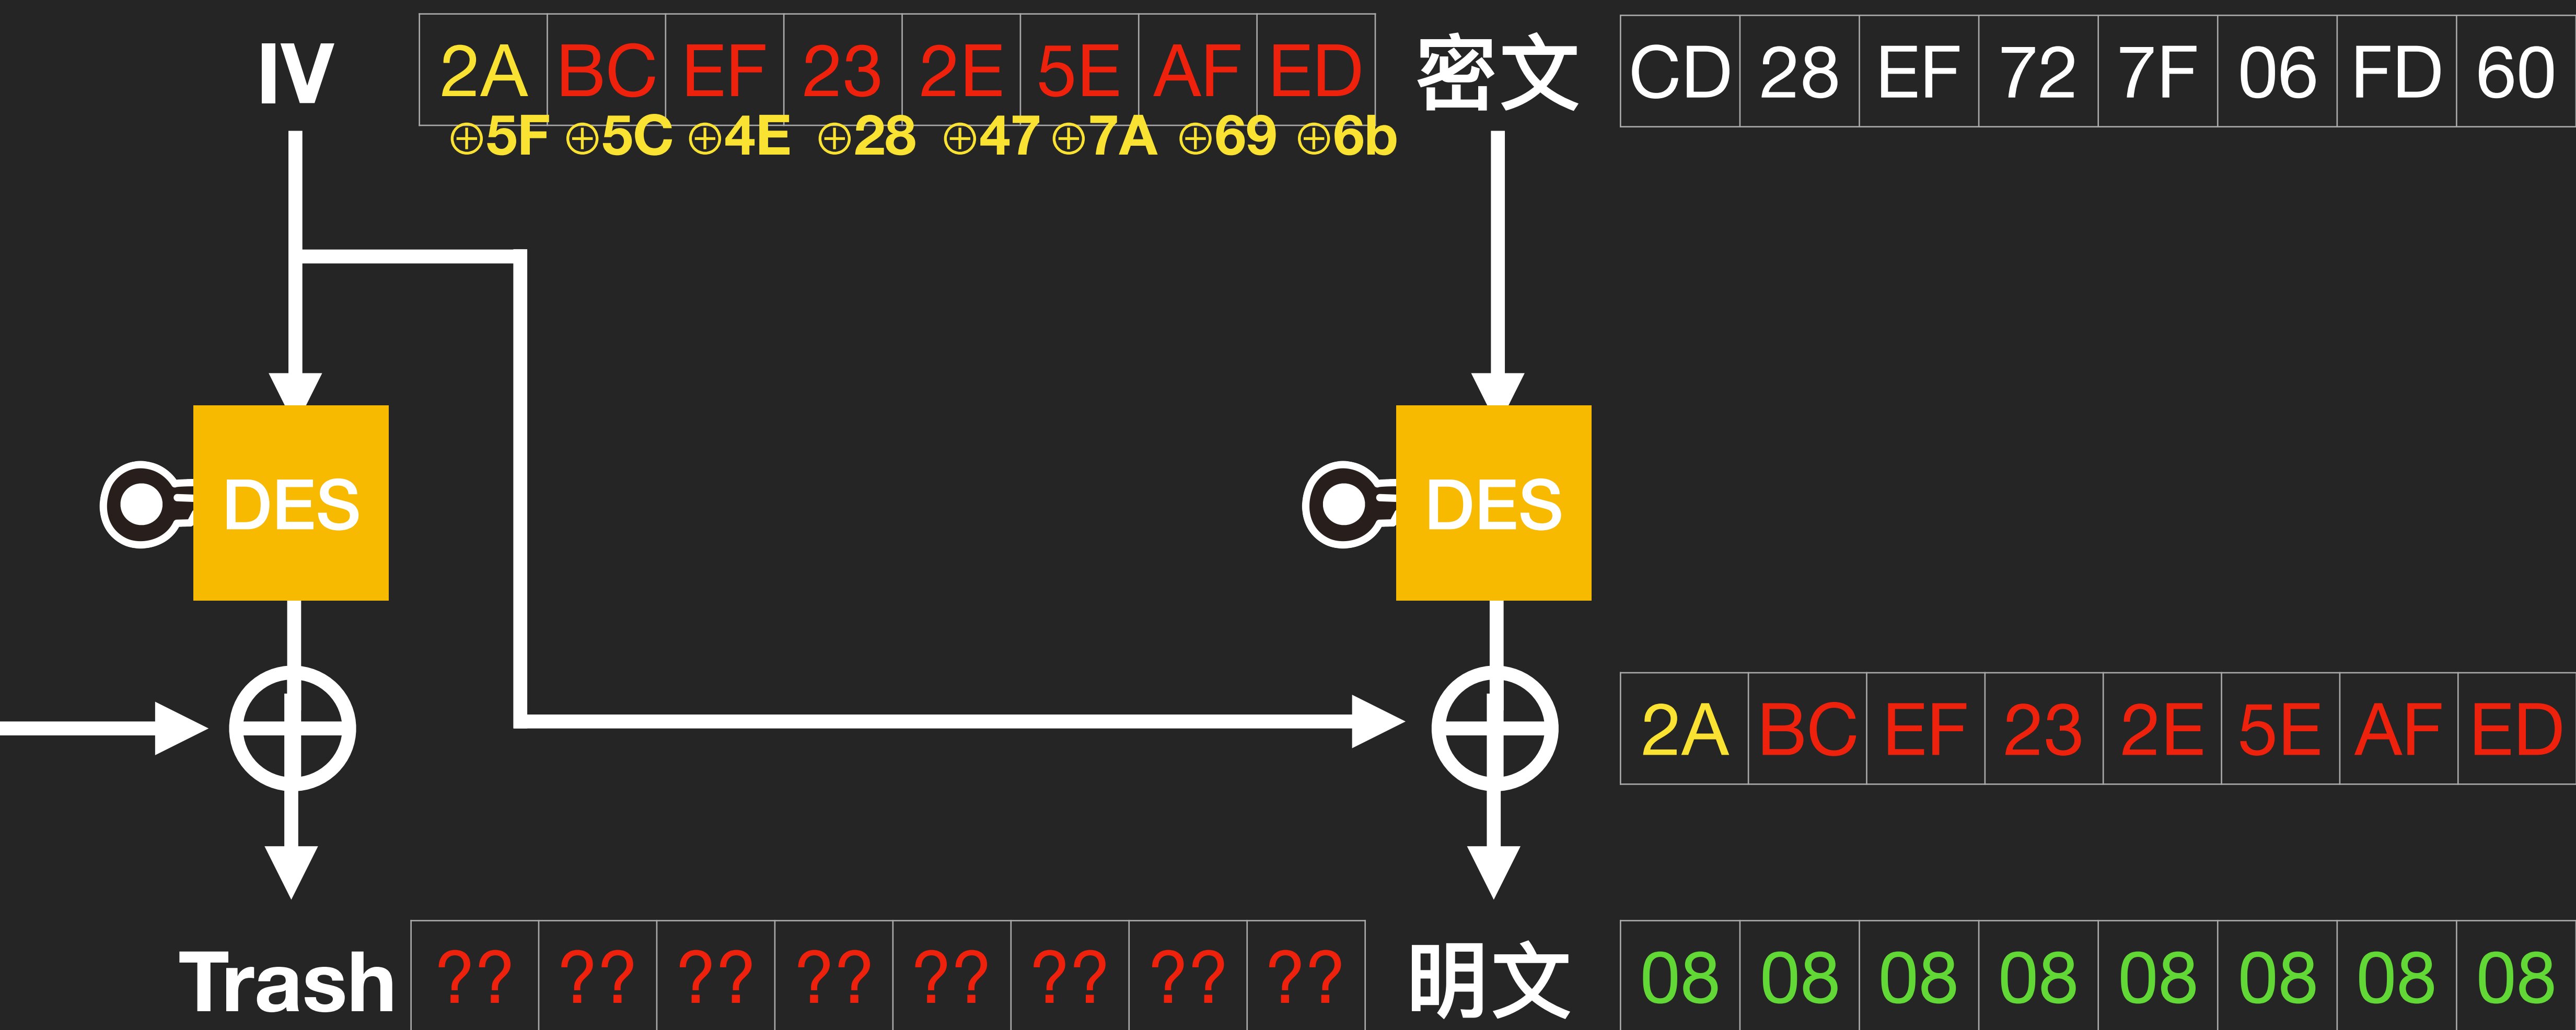 IV 2A BC EF 23 2E 5E AF ED 密文 CD 28 EF 72 7F 06 FD 60
⊕5F ⊕5C ⊕4E ⊕28 ⊕47 ⊕7A ⊕69 ⊕6b
DES DES
2A BC EF 23 2E 5E AF ED
Trash ?? ?? ?? ?? ?? ?? ?? ?? 明文 08 08 08 08 08 08 08 08